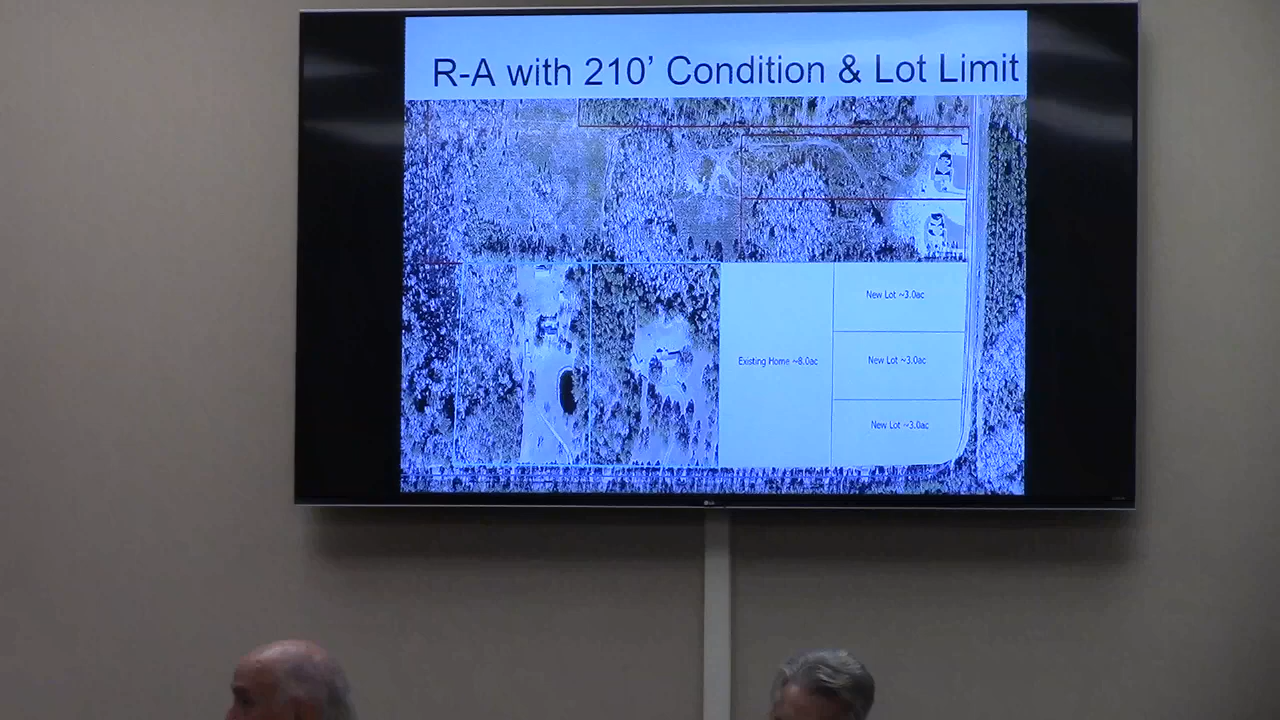 R-A with 210’ Condition & Lot Limit
New Lot ~3.0ac
Existing Home ~8.0ac
New Lot ~3.0ac
New Lot ~3.0ac
LG